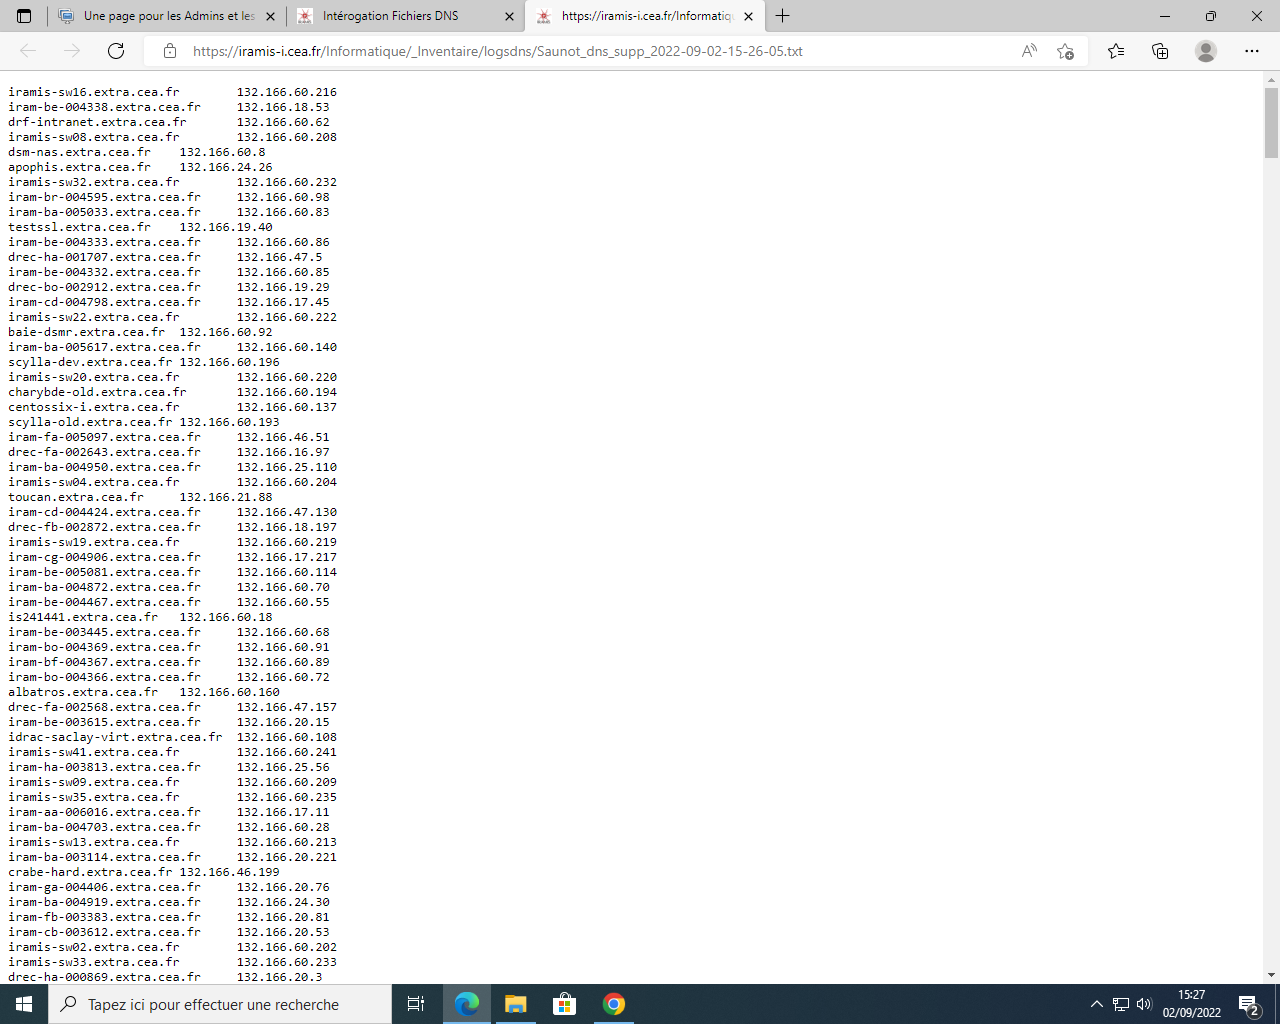 Une page pour les Admins et les
Intérogation Fichiers DNS
https://iramis-i.cea.fr/Informatiqu
https://iramis-i.cea.fr/Informatique/_Inventaire/logsdns/Saunot_dns_supp_2022-09-02-15-26-05.txt
iramis-sw16.extra.cea.fr 132.166.60.216
iram-be-004338.extra.cea.fr 132.166.18.53
drf-intranet.extra.cea.fr 132.166.60.62
iramis-sw08.extra.cea.fr 132.166.60.208
dsm-nas.extra.cea.fr 132.166.60.8
apophis.extra.cea.fr 132.166.24.26
iramis-sw32.extra.cea.fr 132.166.60.232
iram-br-004595.extra.cea.fr 132.166.60.98
iram-ba-005033.extra.cea.fr 132.166.60.83
testssl.extra.cea.fr 132.166.19.40
iram-be-004333.extra.cea.fr 132.166.60.86
drec-ha-001707.extra.cea.fr 132.166.47.5
iram-be-004332.extra.cea.fr 132.166.60.85
drec-bo-002912.extra.cea.fr 132.166.19.29
iram-cd-004798.extra.cea.fr 132.166.17.45
iramis-sw22.extra.cea.fr 132.166.60.222
baie-dsmr.extra.cea.fr 132.166.60.92
iram-ba-005617.extra.cea.fr 132.166.60.140
scylla-dev.extra.cea.fr 132.166.60.196
iramis-sw20.extra.cea.fr 132.166.60.220
charybde-old.extra.cea.fr 132.166.60.194
centossix-i.extra.cea.fr 132.166.60.137
scylla-old.extra.cea.fr 132.166.60.193
iram-fa-005097.extra.cea.fr 132.166.46.51
drec-fa-002643.extra.cea.fr 132.166.16.97
iram-ba-004950.extra.cea.fr 132.166.25.110
iramis-sw04.extra.cea.fr 132.166.60.204
toucan.extra.cea.fr 132.166.21.88
iram-cd-004424.extra.cea.fr 132.166.47.130
drec-fb-002872.extra.cea.fr 132.166.18.197
iramis-sw19.extra.cea.fr 132.166.60.219
iram-cg-004906.extra.cea.fr 132.166.17.217
iram-be-005081.extra.cea.fr 132.166.60.114
iram-ba-004872.extra.cea.fr 132.166.60.70
iram-be-004467.extra.cea.fr 132.166.60.55
is241441.extra.cea.fr 132.166.60.18
iram-be-003445.extra.cea.fr 132.166.60.68
iram-bo-004369.extra.cea.fr 132.166.60.91
iram-bf-004367.extra.cea.fr 132.166.60.89
iram-bo-004366.extra.cea.fr 132.166.60.72
albatros.extra.cea.fr 132.166.60.160
drec-fa-002568.extra.cea.fr 132.166.47.157
iram-be-003615.extra.cea.fr 132.166.20.15
idrac-saclay-virt.extra.cea.fr 132.166.60.108
iramis-sw41.extra.cea.fr 132.166.60.241
iram-ha-003813.extra.cea.fr 132.166.25.56
iramis-sw09.extra.cea.fr 132.166.60.209
iramis-sw35.extra.cea.fr 132.166.60.235
iram-aa-006016.extra.cea.fr 132.166.17.11
iram-ba-004703.extra.cea.fr 132.166.60.28
iramis-sw13.extra.cea.fr 132.166.60.213
iram-ba-003114.extra.cea.fr 132.166.20.221
crabe-hard.extra.cea.fr 132.166.46.199
iram-ga-004406.extra.cea.fr 132.166.20.76
iram-ba-004919.extra.cea.fr 132.166.24.30
iram-fb-003383.extra.cea.fr 132.166.20.81
iram-cb-003612.extra.cea.fr 132.166.20.53
iramis-sw02.extra.cea.fr 132.166.60.202
iramis-sw33.extra.cea.fr 132.166.60.233
drec-ha-000869.extra.cea.fr 132.166.20.3
Tapez ici pour effectuer une recherche
15:27
02/09/2022
2